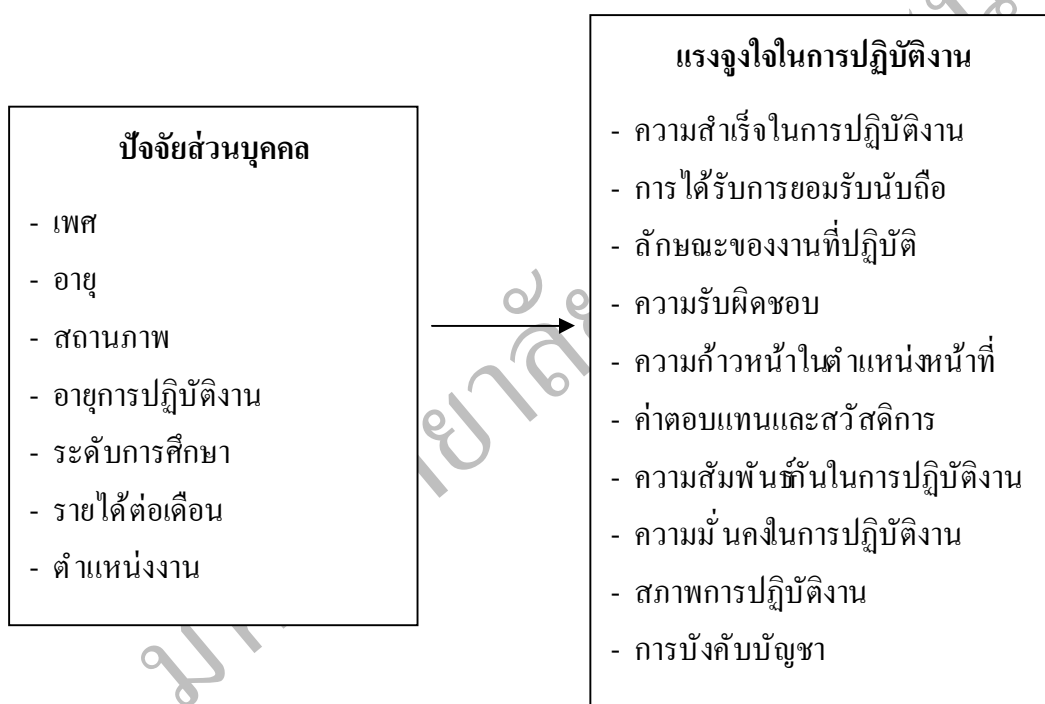 ปัจจัยส่วนบุคคล
- เพศ
- อายุ
- สถานภาพ
- อายุการปฏิบัติงาน
- ระดับการศึกษา
- รายได้ต่อเดือน
- ตำแหน่งงาน
แรงจูงใจในการปฏิบัติงาน
- ความสำเร็จในการปฏิบัติงาน
- การได้รับการยอมรับนับถือ
- ลักษณะของงานที่ปฏิบัติ
- ความรับผิดชอบ
- ความก้าวหน้าในตำแหน่งหน้าที่
- ค่าตอบแทนและสวัสดิการ
- ความสัมพันธ์กันในการปฏิบัติงาน
- ความมั่นคงในการปฏิบัติงาน
- สภาพการปฏิบัติงาน
- การบังคับบัญชา